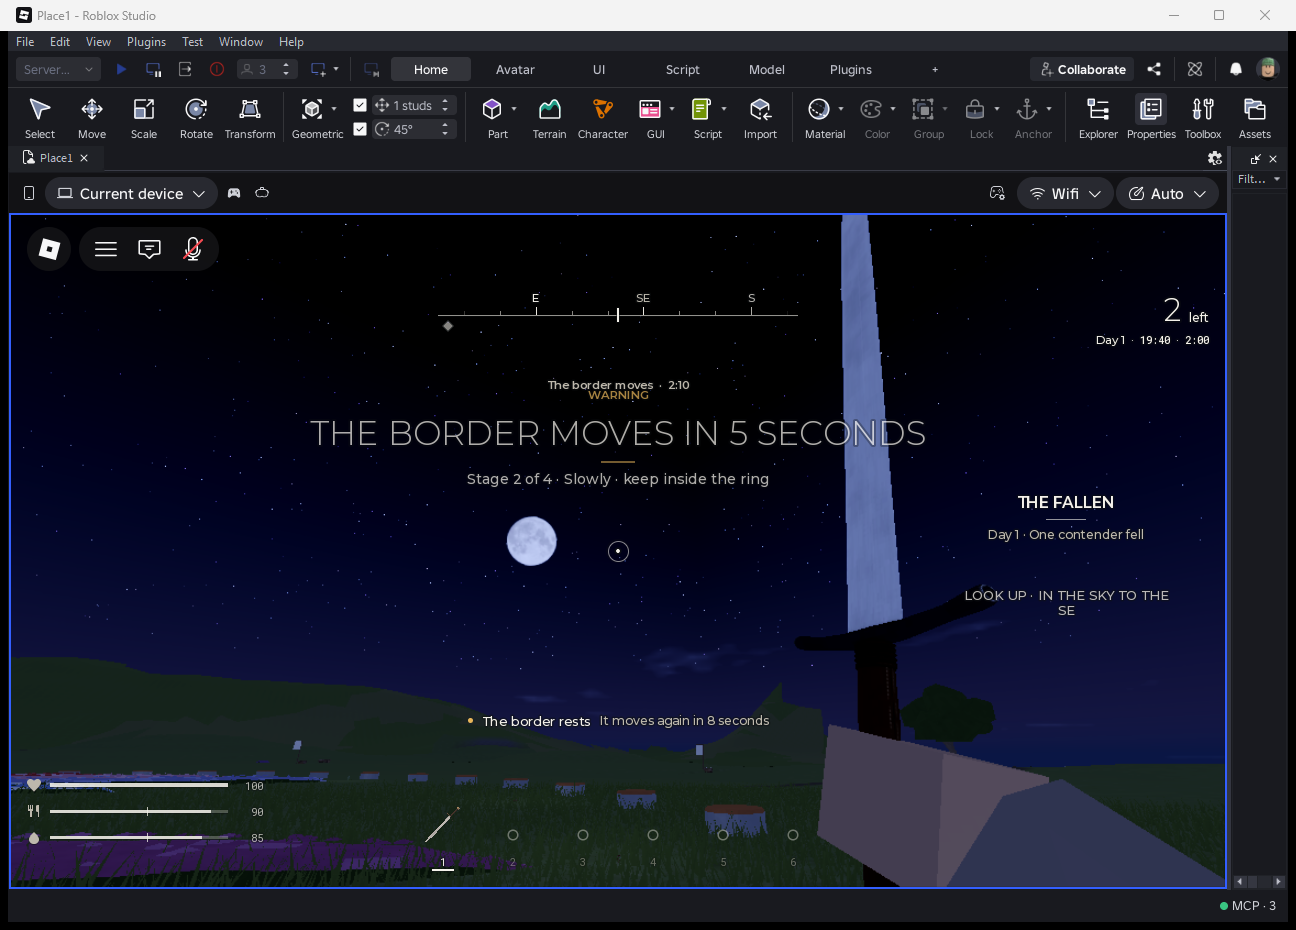 Place1 - Roblox Studio
File Edit View Plugins Test Window Help
Server... 3 Home Avatar UI Script Model Plugins + Collaborate
1 studs
45°
Select Move Scale Rotate Transform Geometric Part Terrain Character GUI Script Import Material Color Group Lock Anchor Explorer Properties Toolbox Assets
Place1
Filt...
Current device Wifi Auto
E SE S
2 left
Day 1 · 19:40 · 2:00
The border moves · 2:10
WARNING
THE BORDER MOVES IN 5 SECONDS
Stage 2 of 4 · Slowly · keep inside the ring
THE FALLEN
Day 1 · One contender fell
LOOK UP · IN THE SKY TO THE
SE
The border rests It moves again in 8 seconds
100
90
85
1 2 3 4 5 6
MCP · 3